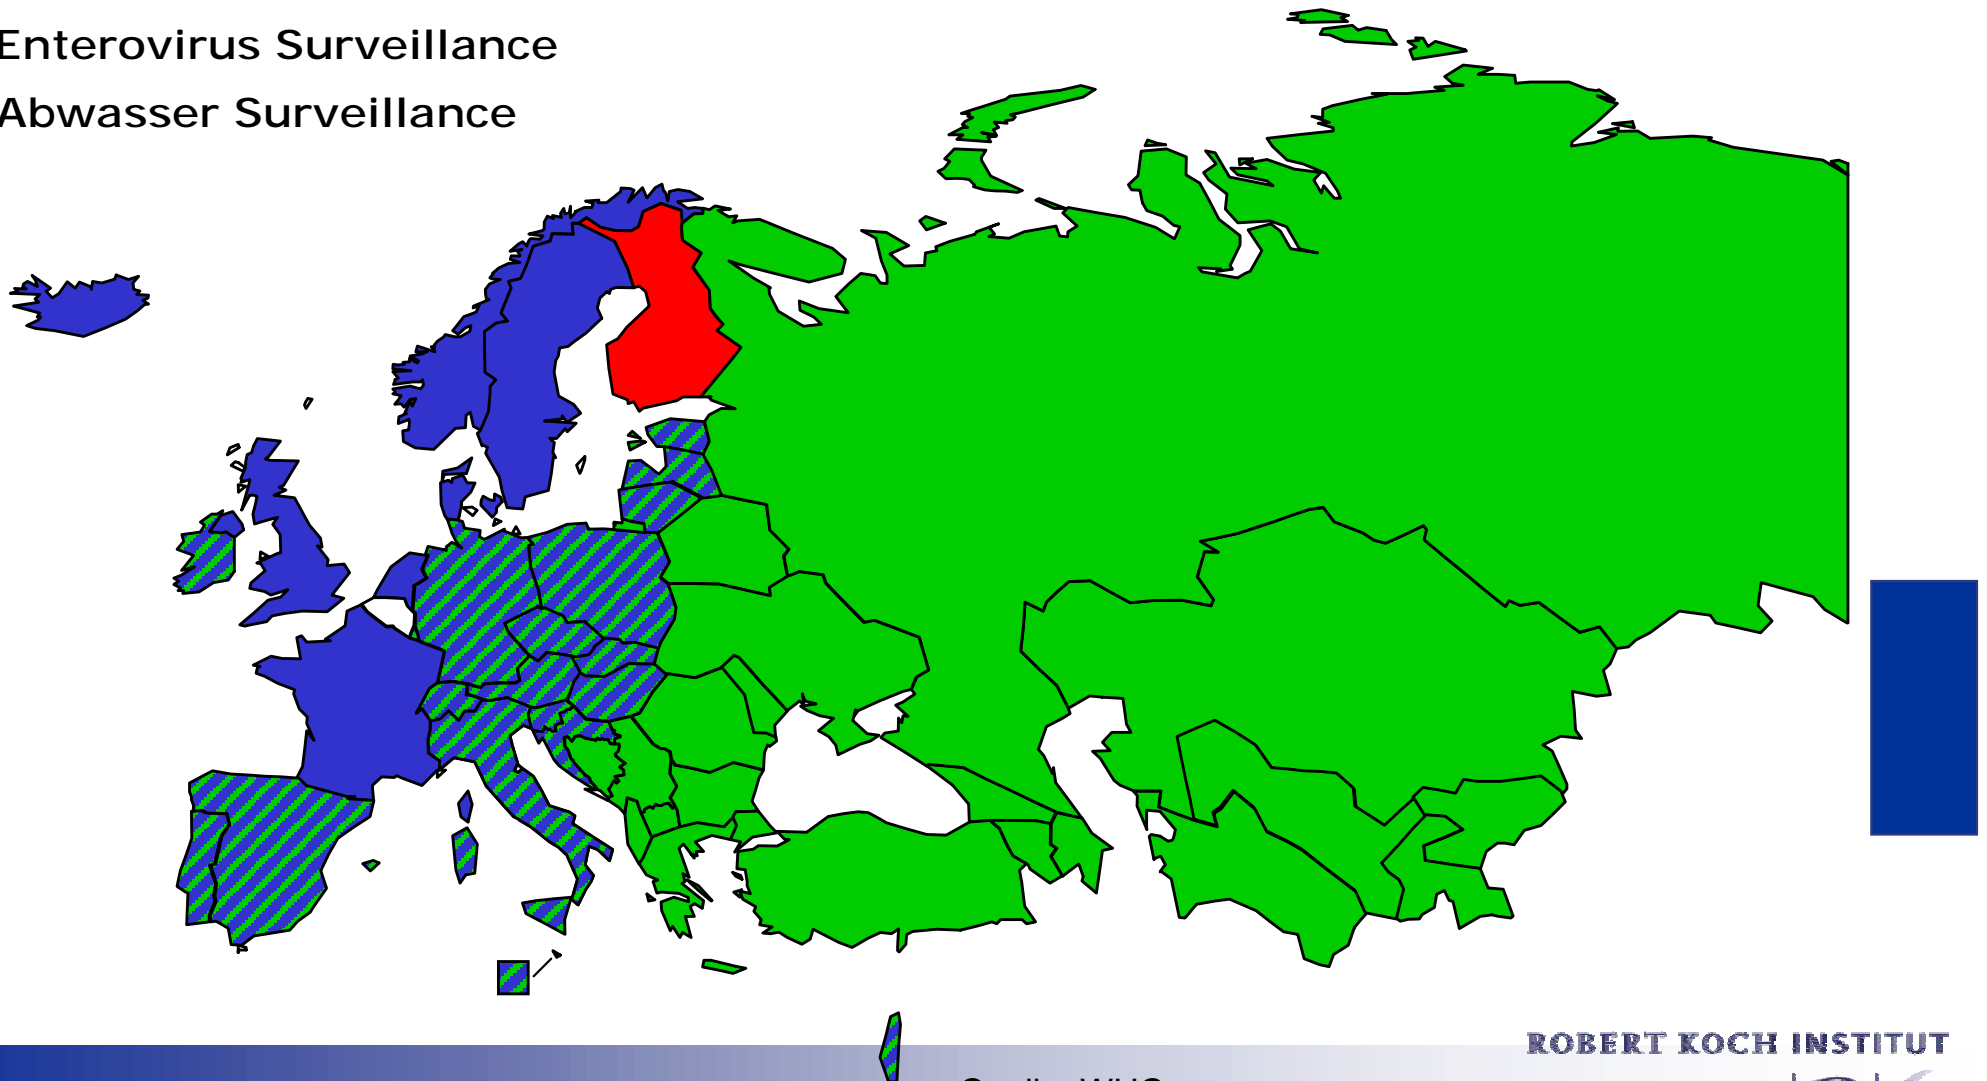 Enterovirus Surveillance
Abwasser Surveillance
ROBERT KOCH INSTITUT